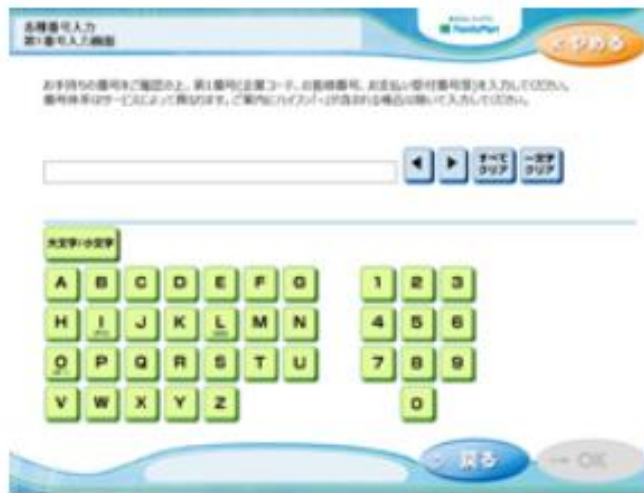 各種番号入力
第1番号入力画面
FamilyMart
×やめる
お手持ちの番号をご確認の上、第1番号(企業コード、お客様番号、お支払い受付番号等)を入力してください。
番号体系はサービスによって異なります。ご案内にハイフン「-」が含まれる場合は除いて入力してください。
◀ ▶ すべてクリア 一文字クリア
大文字/小文字
A B C D E F G 1 2 3
H I J K L M N 4 5 6
O P Q R S T U 7 8 9
V W X Y Z 0
戻る → OK